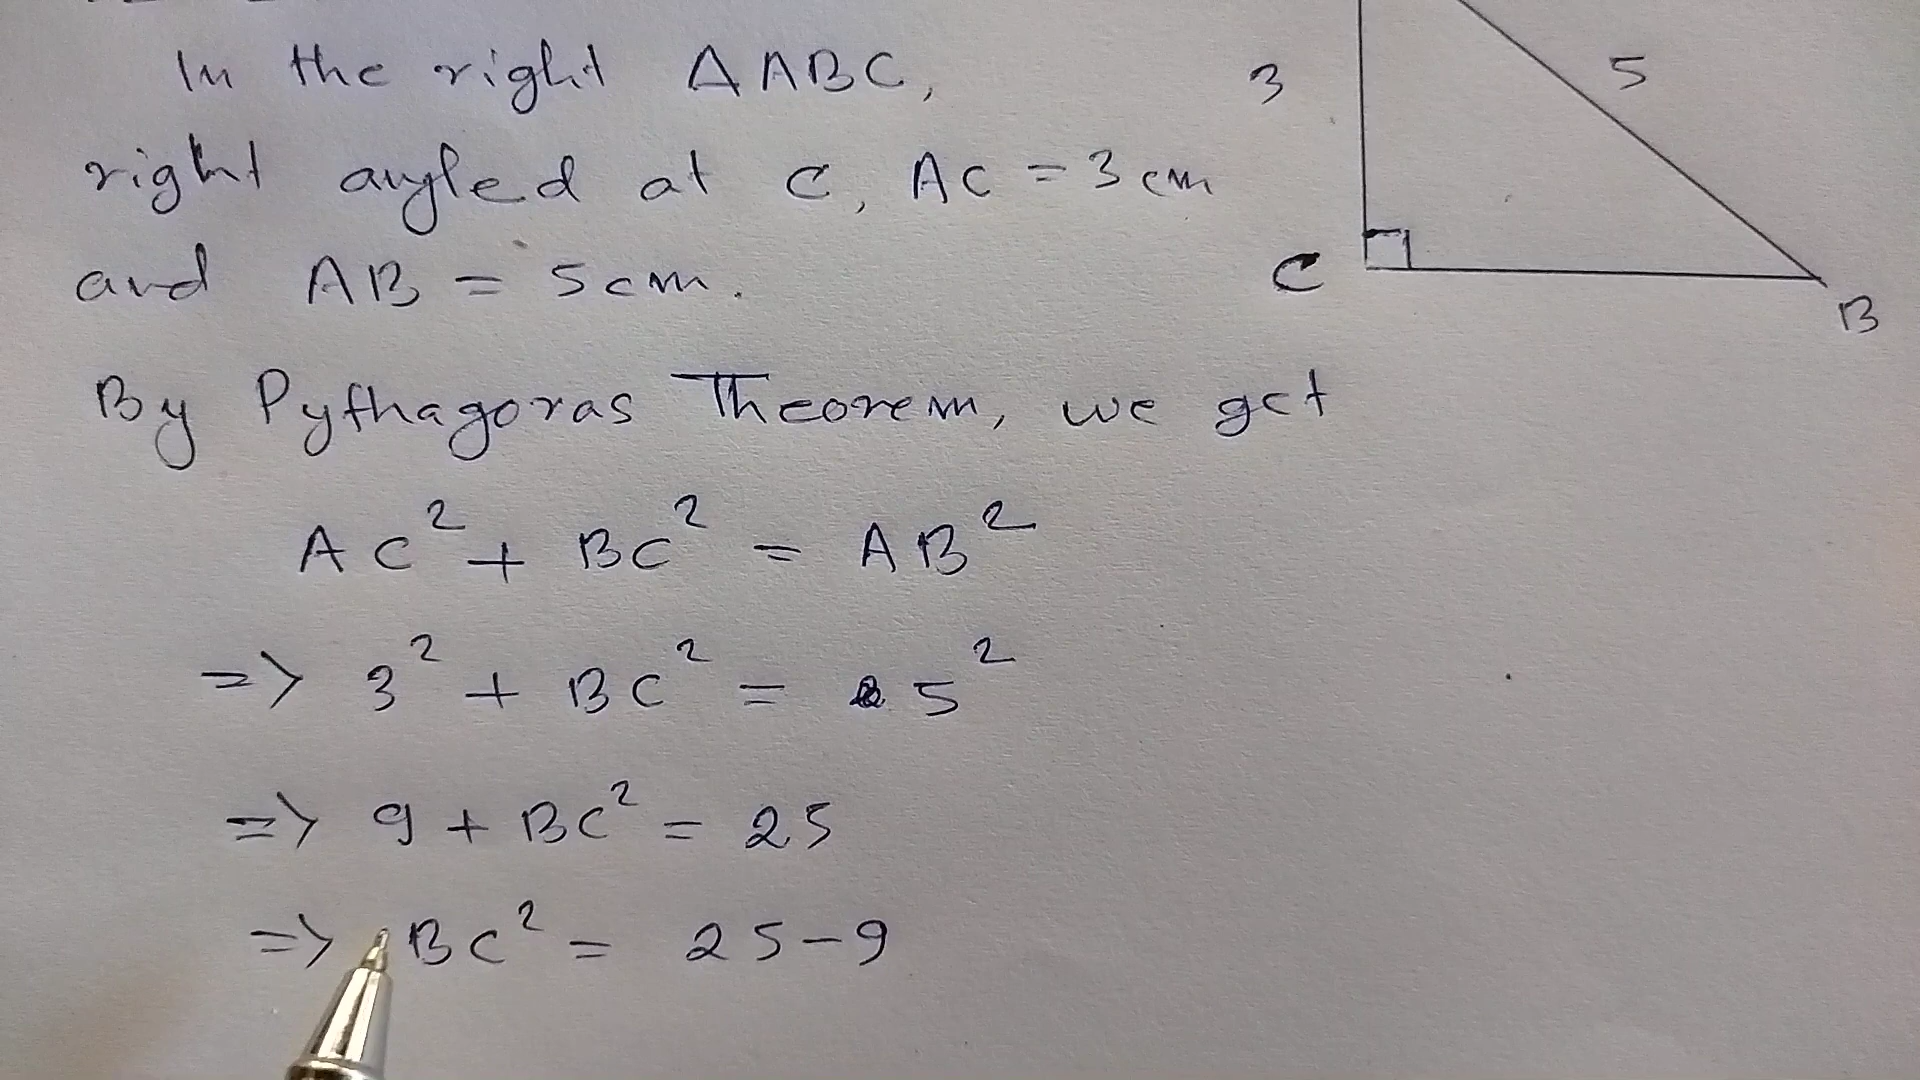 In the right △ABC,
right angled at C, AC = 3 cm
and AB = 5 cm.
3
5
C
B
By Pythagoras Theorem, we get
AC² + BC² = AB²
=> 3² + BC² = 5²
=> 9 + BC² = 25
=> BC² = 25 - 9